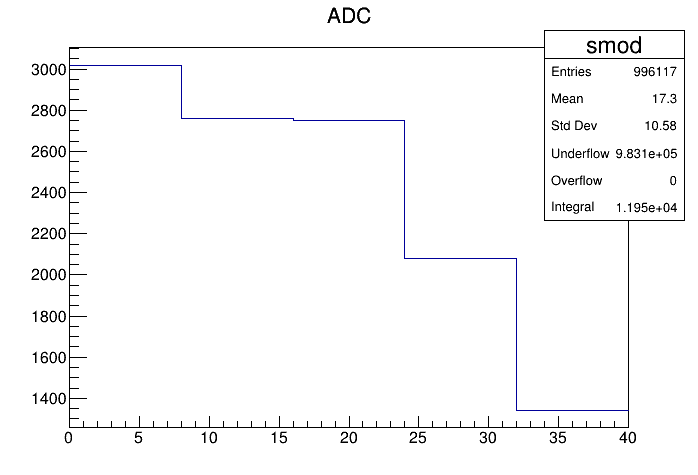 ADC
smod
Entries 996117
Mean 17.3
Std Dev 10.58
Underflow 9.831e+05
Overflow 0
Integral 1.195e+04
3000
2800
2600
2400
2200
2000
1800
1600
1400
0 5 10 15 20 25 30 35 40